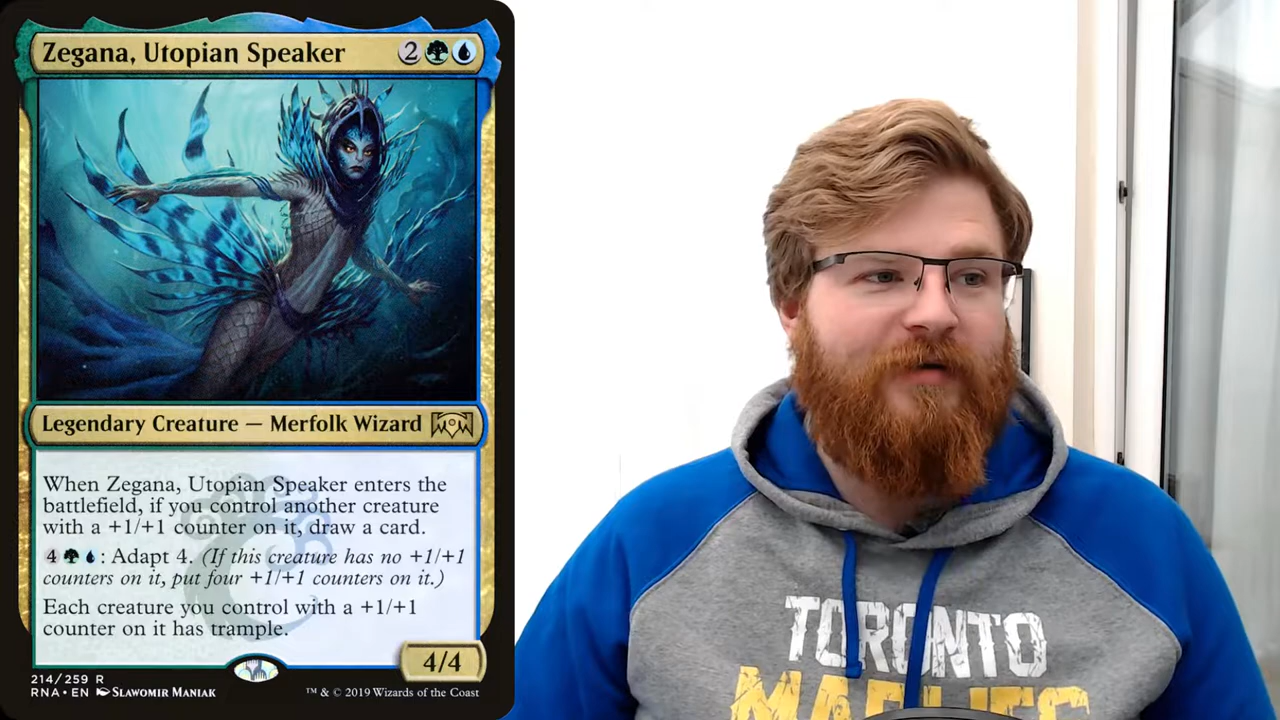 Zegana, Utopian Speaker 2
Legendary Creature — Merfolk Wizard
When Zegana, Utopian Speaker enters the
battlefield, if you control another creature
with a +1/+1 counter on it, draw a card.
4 : Adapt 4. (If this creature has no +1/+1
counters on it, put four +1/+1 counters on it.)
Each creature you control with a +1/+1
counter on it has trample.
4/4
214/259 R
RNA • EN Slawomir Maniak
™ & © 2019 Wizards of the Coast
TORONTO